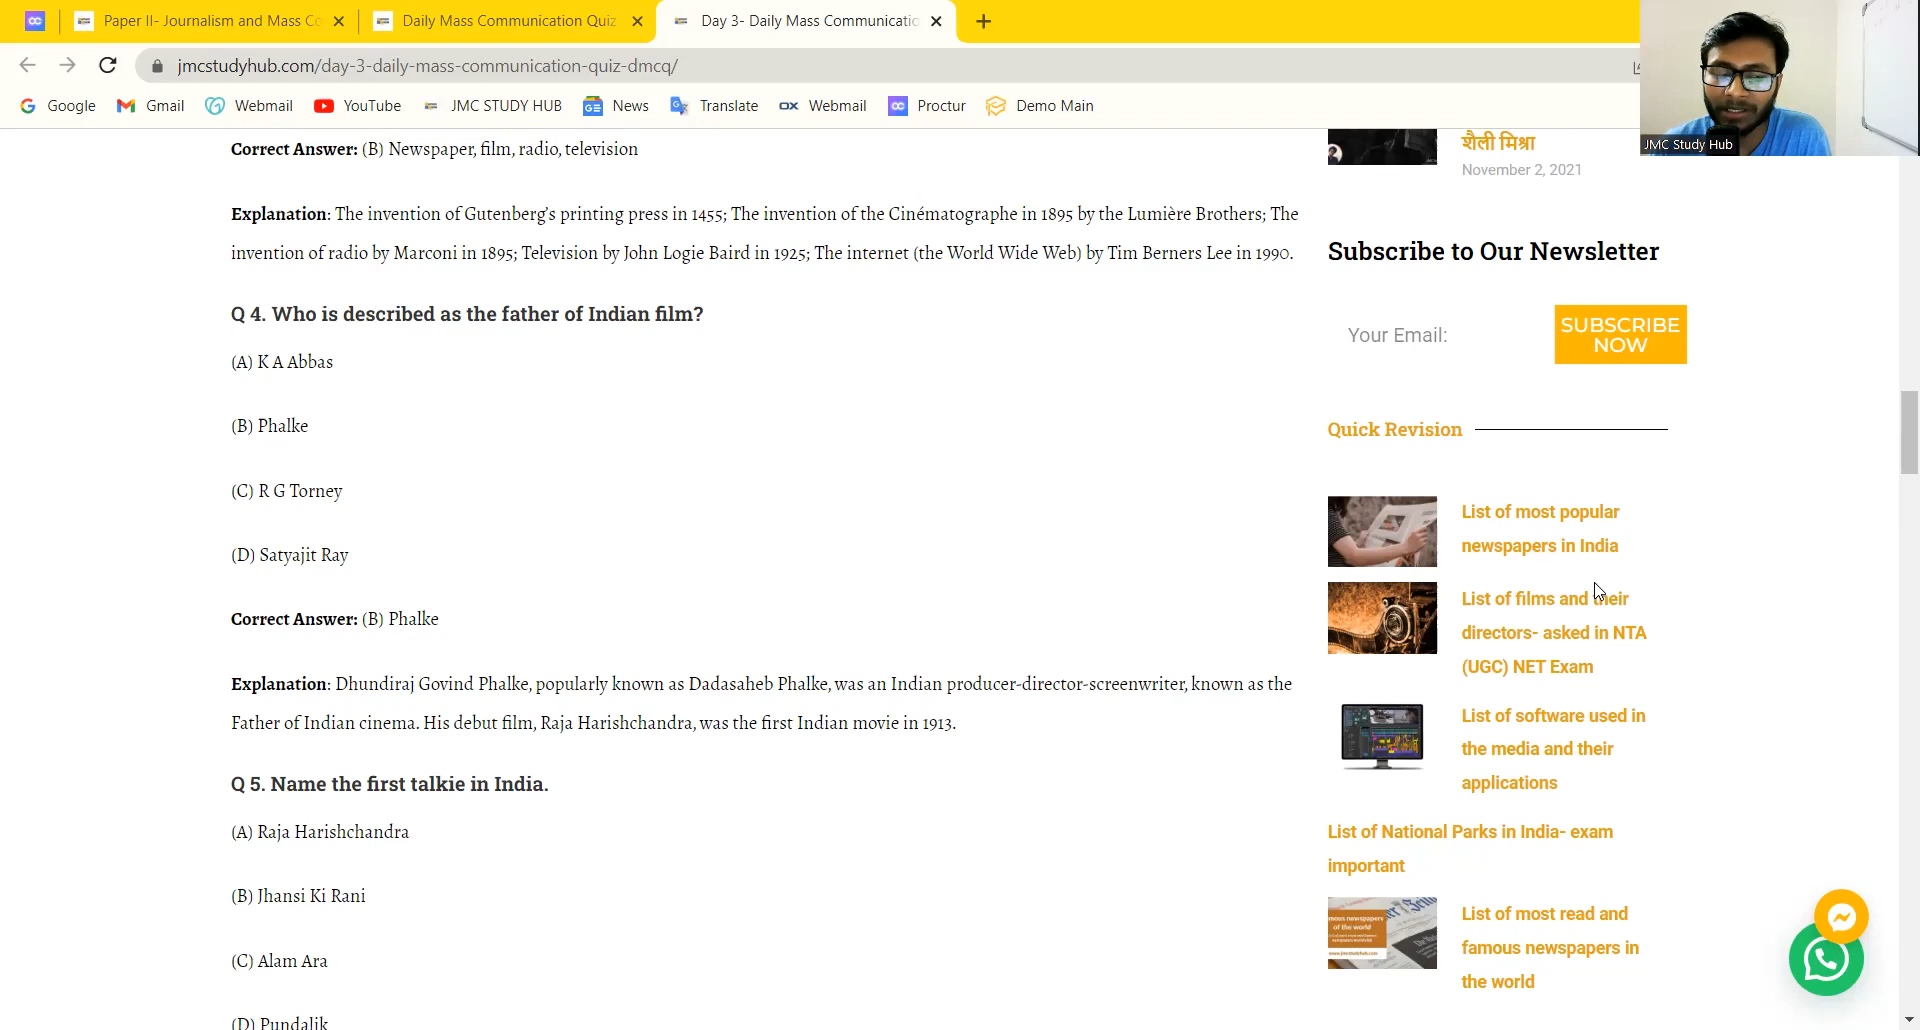 Paper II- Journalism and Mass Co
Daily Mass Communication Quiz
Day 3- Daily Mass Communicatio
jmcstudyhub.com/day-3-daily-mass-communication-quiz-dmcq/
Google
Gmail
Webmail
YouTube
JMC STUDY HUB
News
Translate
Webmail
Proctur
Demo Main
JMC Study Hub
Correct Answer: (B) Newspaper, film, radio, television
Explanation: The invention of Gutenberg's printing press in 1455; The invention of the Cinématographe in 1895 by the Lumière Brothers; The
invention of radio by Marconi in 1895; Television by John Logie Baird in 1925; The internet (the World Wide Web) by Tim Berners Lee in 1990.
Q 4. Who is described as the father of Indian film?
(A) K A Abbas
(B) Phalke
(C) R G Torney
(D) Satyajit Ray
Correct Answer: (B) Phalke
Explanation: Dhundiraj Govind Phalke, popularly known as Dadasaheb Phalke, was an Indian producer-director-screenwriter, known as the
Father of Indian cinema. His debut film, Raja Harishchandra, was the first Indian movie in 1913.
Q 5. Name the first talkie in India.
(A) Raja Harishchandra
(B) Jhansi Ki Rani
(C) Alam Ara
(D) Pundalik
शैली मिश्रा
November 2, 2021
Subscribe to Our Newsletter
Your Email:
SUBSCRIBE
NOW
Quick Revision
List of most popular
newspapers in India
List of films and their
directors- asked in NTA
(UGC) NET Exam
List of software used in
the media and their
applications
List of National Parks in India- exam
important
List of most read and
famous newspapers in
the world